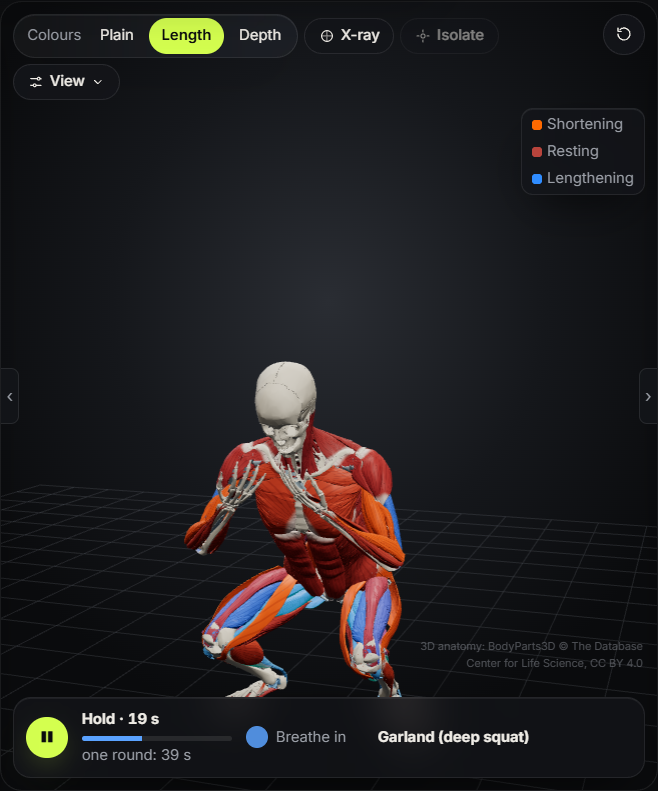 Colours Plain Length Depth X-ray Isolate
View
Shortening
Resting
Lengthening
3D anatomy: BodyParts3D © The Database
Center for Life Science, CC BY 4.0
Hold · 19 s
Breathe in Garland (deep squat)
one round: 39 s